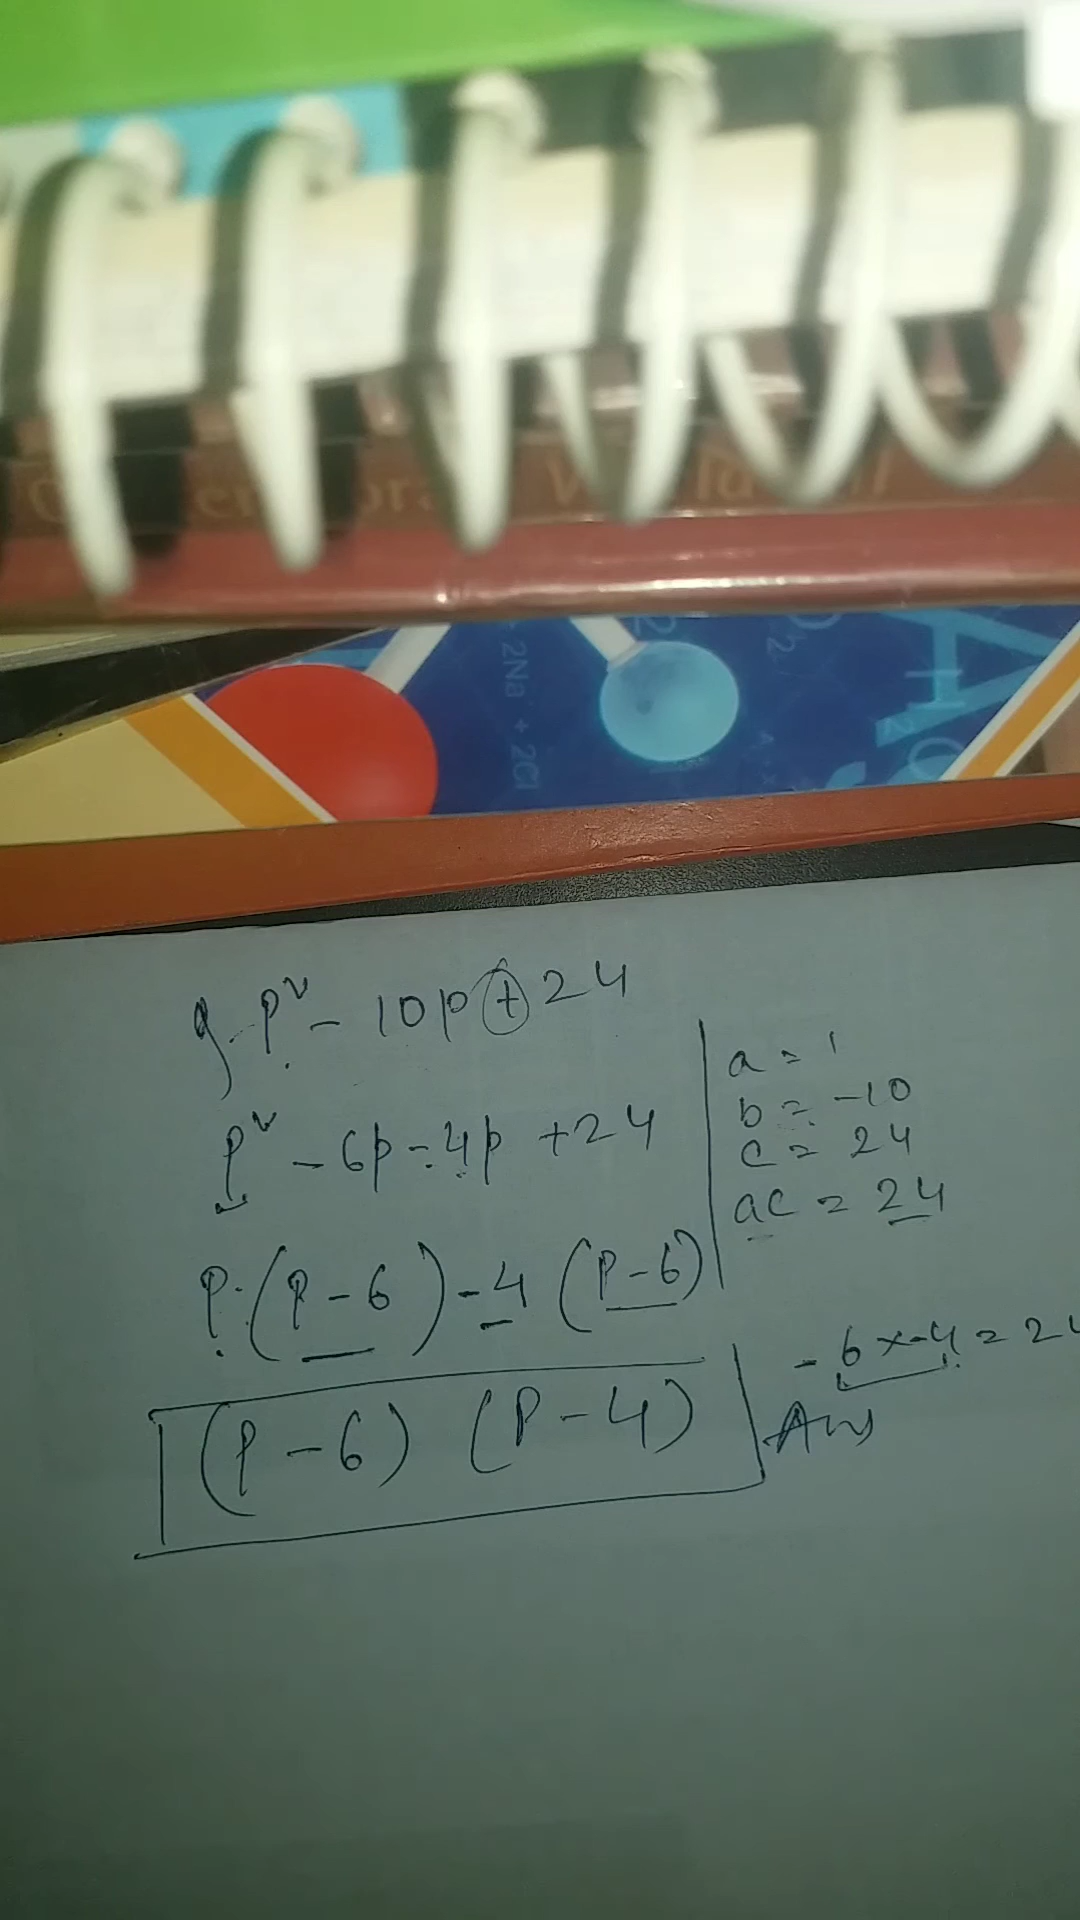 2Na + 2Cl
g. p² - 10p + 24
p² - 6p - 4p + 24
p. (p - 6) - 4 (p - 6)
(p - 6) (p - 4) Ans
a = 1
b = -10
c = 24
ac = 24
- 6 x - 4 = 24